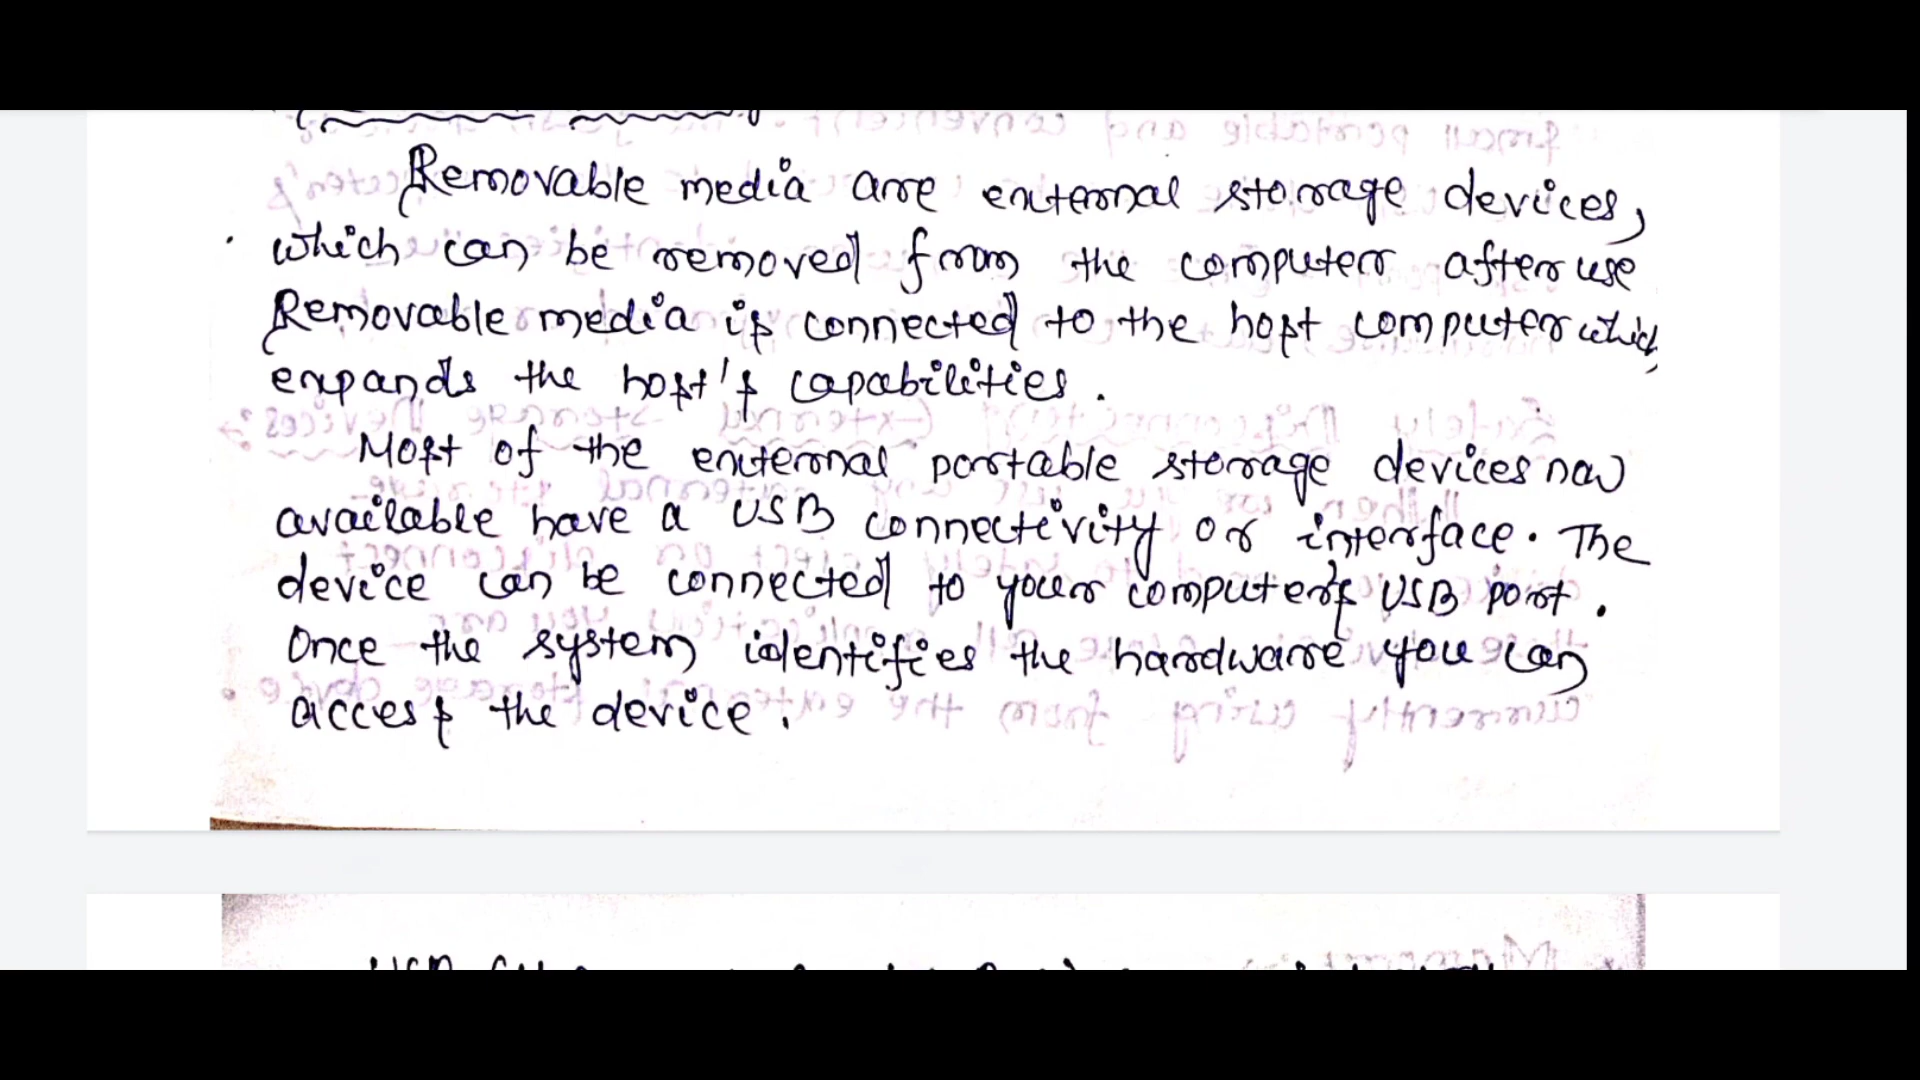 Removable media are external storage devices,
which can be removed from the computer after use
Removable media is connected to the host computer which
expands the host's capabilities.
Most of the external portable storage devices now
available have a USB connectivity or interface. The
device can be connected to your computer's USB port.
Once the system identifies the hardware you can
access the device.